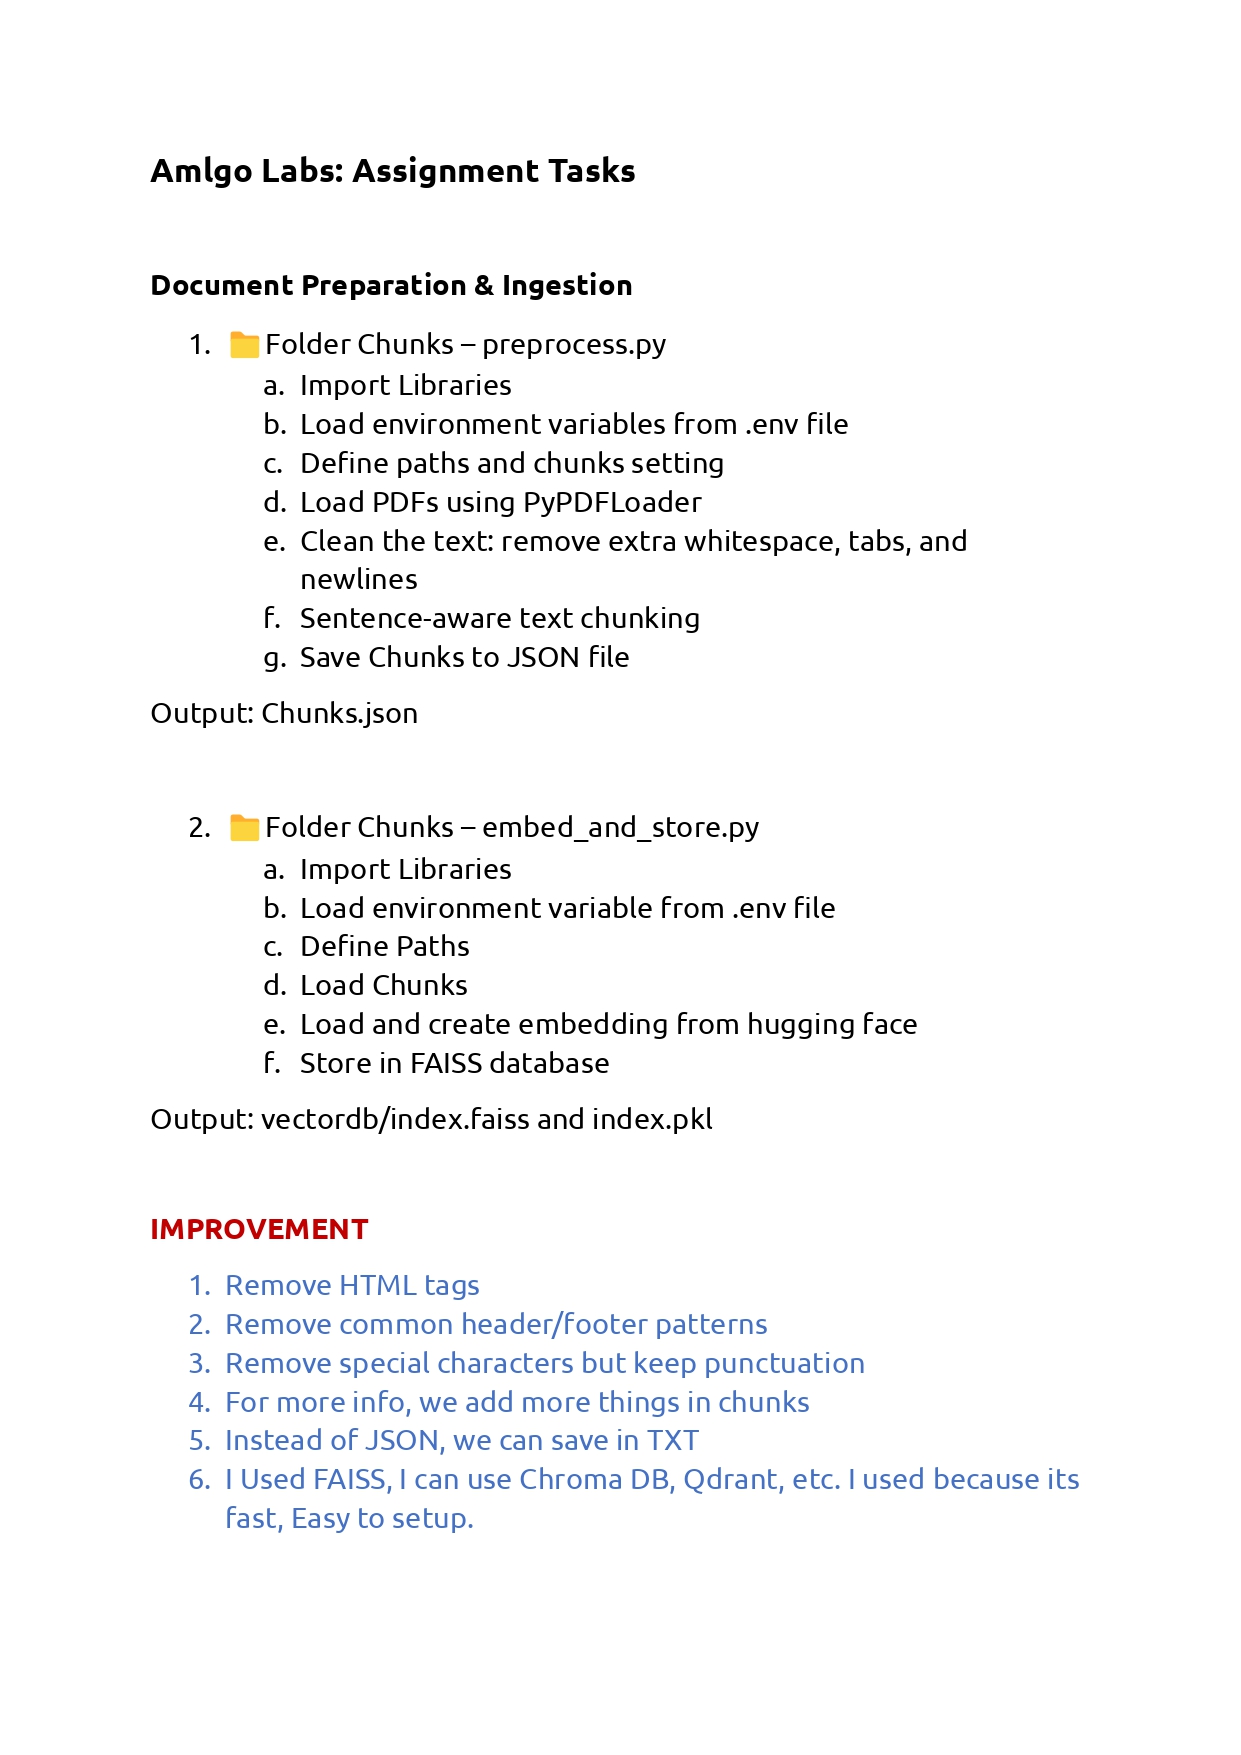 Amlgo Labs: Assignment Tasks
Document Preparation & Ingestion
1. 📁Folder Chunks – preprocess.py
a. Import Libraries
b. Load environment variables from .env file
c. Define paths and chunks setting
d. Load PDFs using PyPDFLoader
e. Clean the text: remove extra whitespace, tabs, and
newlines
f. Sentence-aware text chunking
g. Save Chunks to JSON file
Output: Chunks.json
2. 📁Folder Chunks – embed_and_store.py
a. Import Libraries
b. Load environment variable from .env file
c. Define Paths
d. Load Chunks
e. Load and create embedding from hugging face
f. Store in FAISS database
Output: vectordb/index.faiss and index.pkl
IMPROVEMENT
1. Remove HTML tags
2. Remove common header/footer patterns
3. Remove special characters but keep punctuation
4. For more info, we add more things in chunks
5. Instead of JSON, we can save in TXT
6. I Used FAISS, I can use Chroma DB, Qdrant, etc. I used because its
fast, Easy to setup.